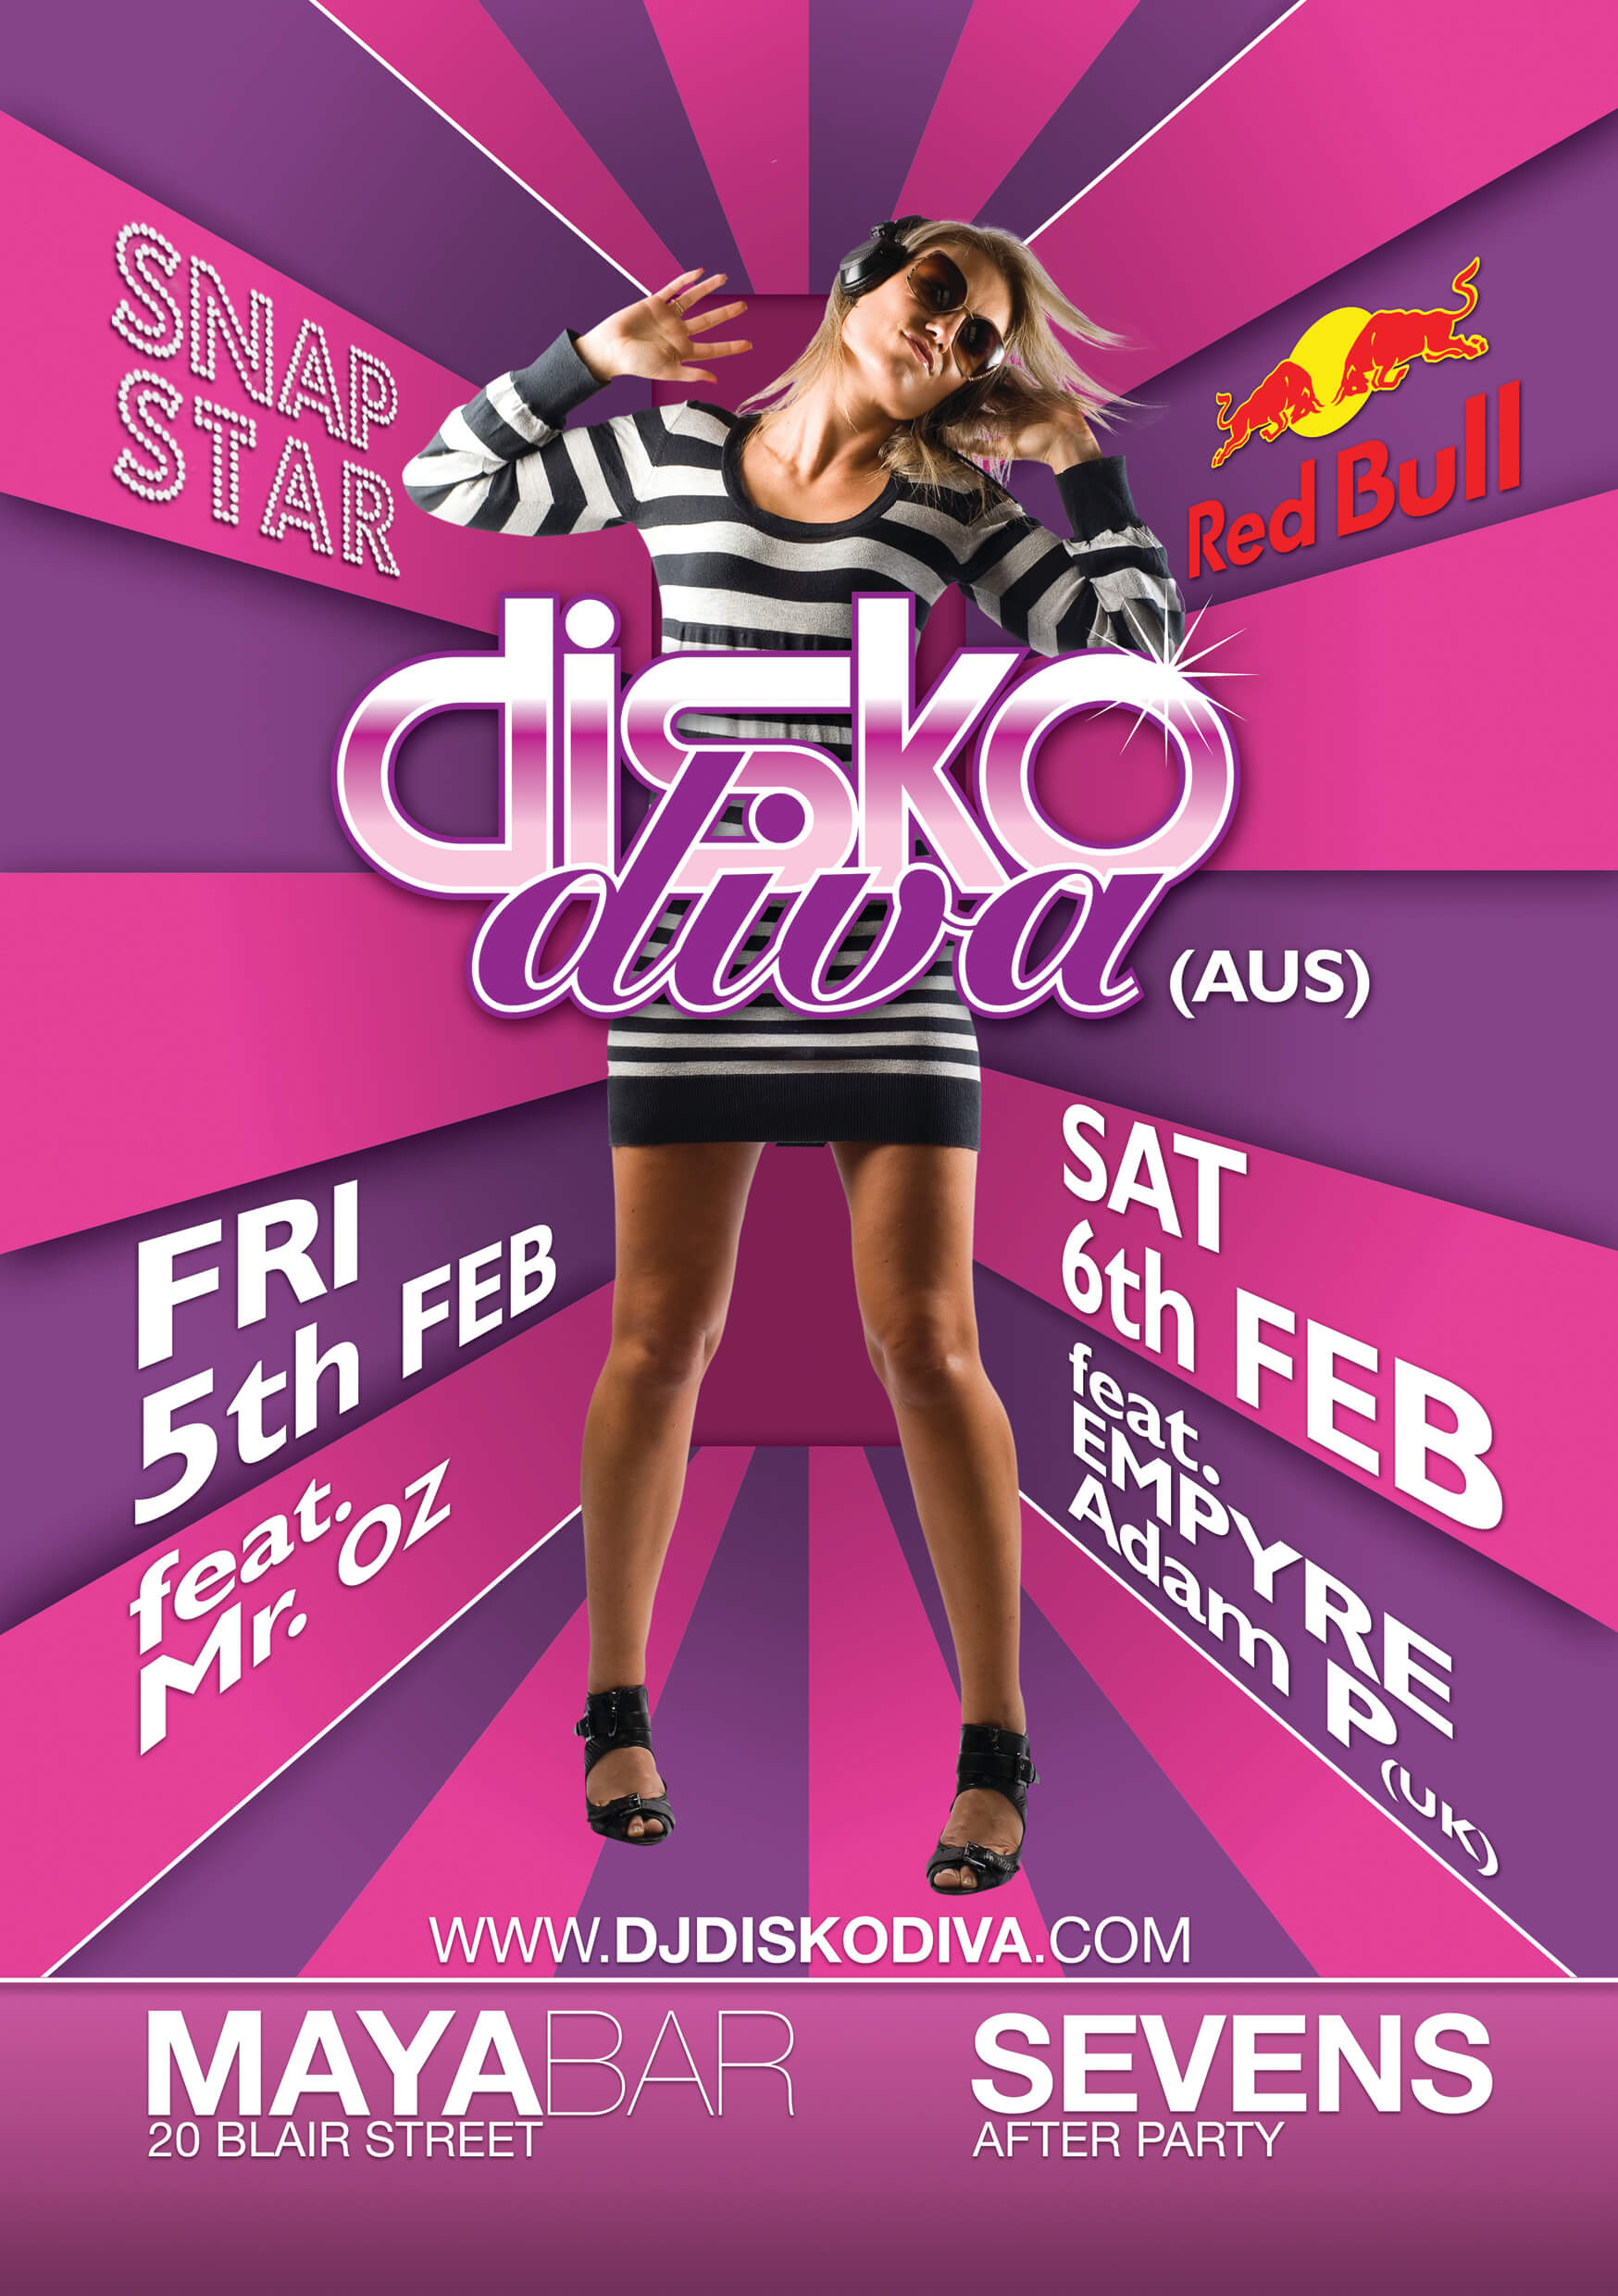 SNAP
STAR
Red Bull
disko
diva
(AUS)
FRI
5th FEB
feat.
Mr. OZ
SAT
6th FEB
feat.
EMPYRE
Adam P (UK)
WWW.DJDISKODIVA.COM
MAYABAR
20 BLAIR STREET
SEVENS
AFTER PARTY